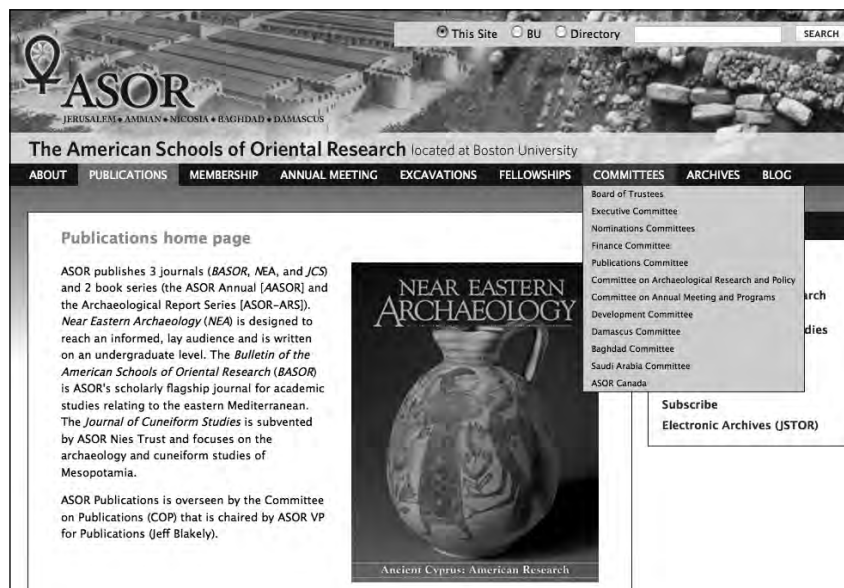 This Site BU Directory SEARCH
ASOR
JERUSALEM ♦ AMMAN ♦ NICOSIA ♦ BAGHDAD ♦ DAMASCUS
The American Schools of Oriental Research located at Boston University
ABOUT PUBLICATIONS MEMBERSHIP ANNUAL MEETING EXCAVATIONS FELLOWSHIPS COMMITTEES ARCHIVES BLOG
Board of Trustees
Executive Committee
Nominations Committees
Finance Committee
Publications Committee
Committee on Archaeological Research and Policy
Committee on Annual Meeting and Programs
Development Committee
Damascus Committee
Baghdad Committee
Saudi Arabia Committee
ASOR Canada
Publications home page
ASOR publishes 3 journals (BASOR, NEA, and JCS)
and 2 book series (the ASOR Annual [AASOR] and
the Archaeological Report Series [ASOR-ARS]).
Near Eastern Archaeology (NEA) is designed to
reach an informed, lay audience and is written
on an undergraduate level. The Bulletin of the
American Schools of Oriental Research (BASOR)
is ASOR's scholarly flagship journal for academic
studies relating to the eastern Mediterranean.
The Journal of Cuneiform Studies is subvented
by ASOR Nies Trust and focuses on the
archaeology and cuneiform studies of
Mesopotamia.
ASOR Publications is overseen by the Committee
on Publications (COP) that is chaired by ASOR VP
for Publications (Jeff Blakely).
NEAR EASTERN
ARCHAEOLOGY
Ancient Cyprus: American Research
arch
dies
Subscribe
Electronic Archives (JSTOR)